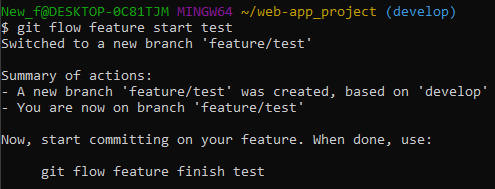 New_f@DESKTOP-0C81TJM MINGW64 ~/web-app_project (develop)
$ git flow feature start test
Switched to a new branch 'feature/test'
Summary of actions:
- A new branch 'feature/test' was created, based on 'develop'
- You are now on branch 'feature/test'
Now, start committing on your feature. When done, use:
git flow feature finish test